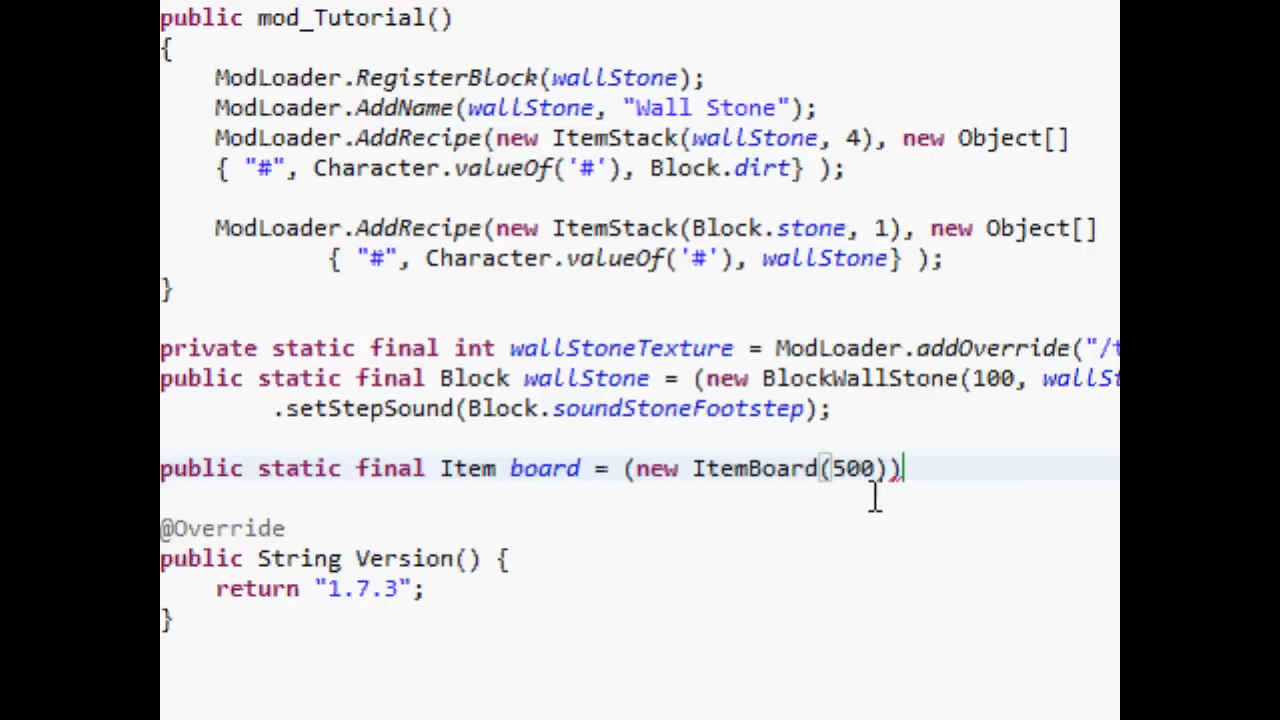 public mod_Tutorial()
{
ModLoader.RegisterBlock(wallStone);
ModLoader.AddName(wallStone, "Wall Stone");
ModLoader.AddRecipe(new ItemStack(wallStone, 4), new Object[]
{ "#", Character.valueOf('#'), Block.dirt} );
ModLoader.AddRecipe(new ItemStack(Block.stone, 1), new Object[]
{ "#", Character.valueOf('#'), wallStone} );
}
private static final int wallStoneTexture = ModLoader.addOverride("/t
public static final Block wallStone = (new BlockWallStone(100, wallSt
.setStepSound(Block.soundStoneFootstep);
public static final Item board = (new ItemBoard(500))
@Override
public String Version() {
return "1.7.3";
}